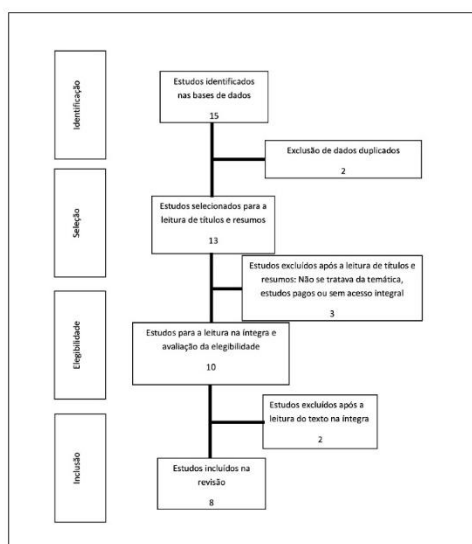 Identificação
Estudos identificados
nas bases de dados
15
Exclusão de dados duplicados
2
Seleção
Estudos selecionados para a
leitura de títulos e resumos
13
Estudos excluídos após a leitura de títulos e
resumos: Não se tratava da temática,
estudos pagos ou sem acesso integral
3
Elegibilidade
Estudos para a leitura na íntegra e
avaliação da elegibilidade
10
Estudos excluídos após a
leitura do texto na íntegra
2
Inclusão
Estudos incluídos na
revisão
8